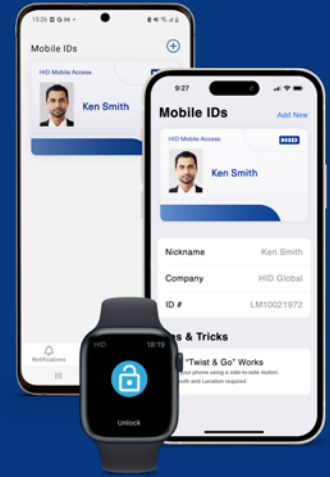 15:26
Mobile IDs
HID Mobile Access
Ken Smith
Notifications
9:27
Mobile IDs
Add New
HID Mobile Access
HID
Ken Smith
Nickname Ken Smith
Company HID Global
ID # LM10021972
s & Tricks
"Twist & Go" Works
our phone using a side-to-side motion.
ooth and Location required.
HID 18:19
Unlock